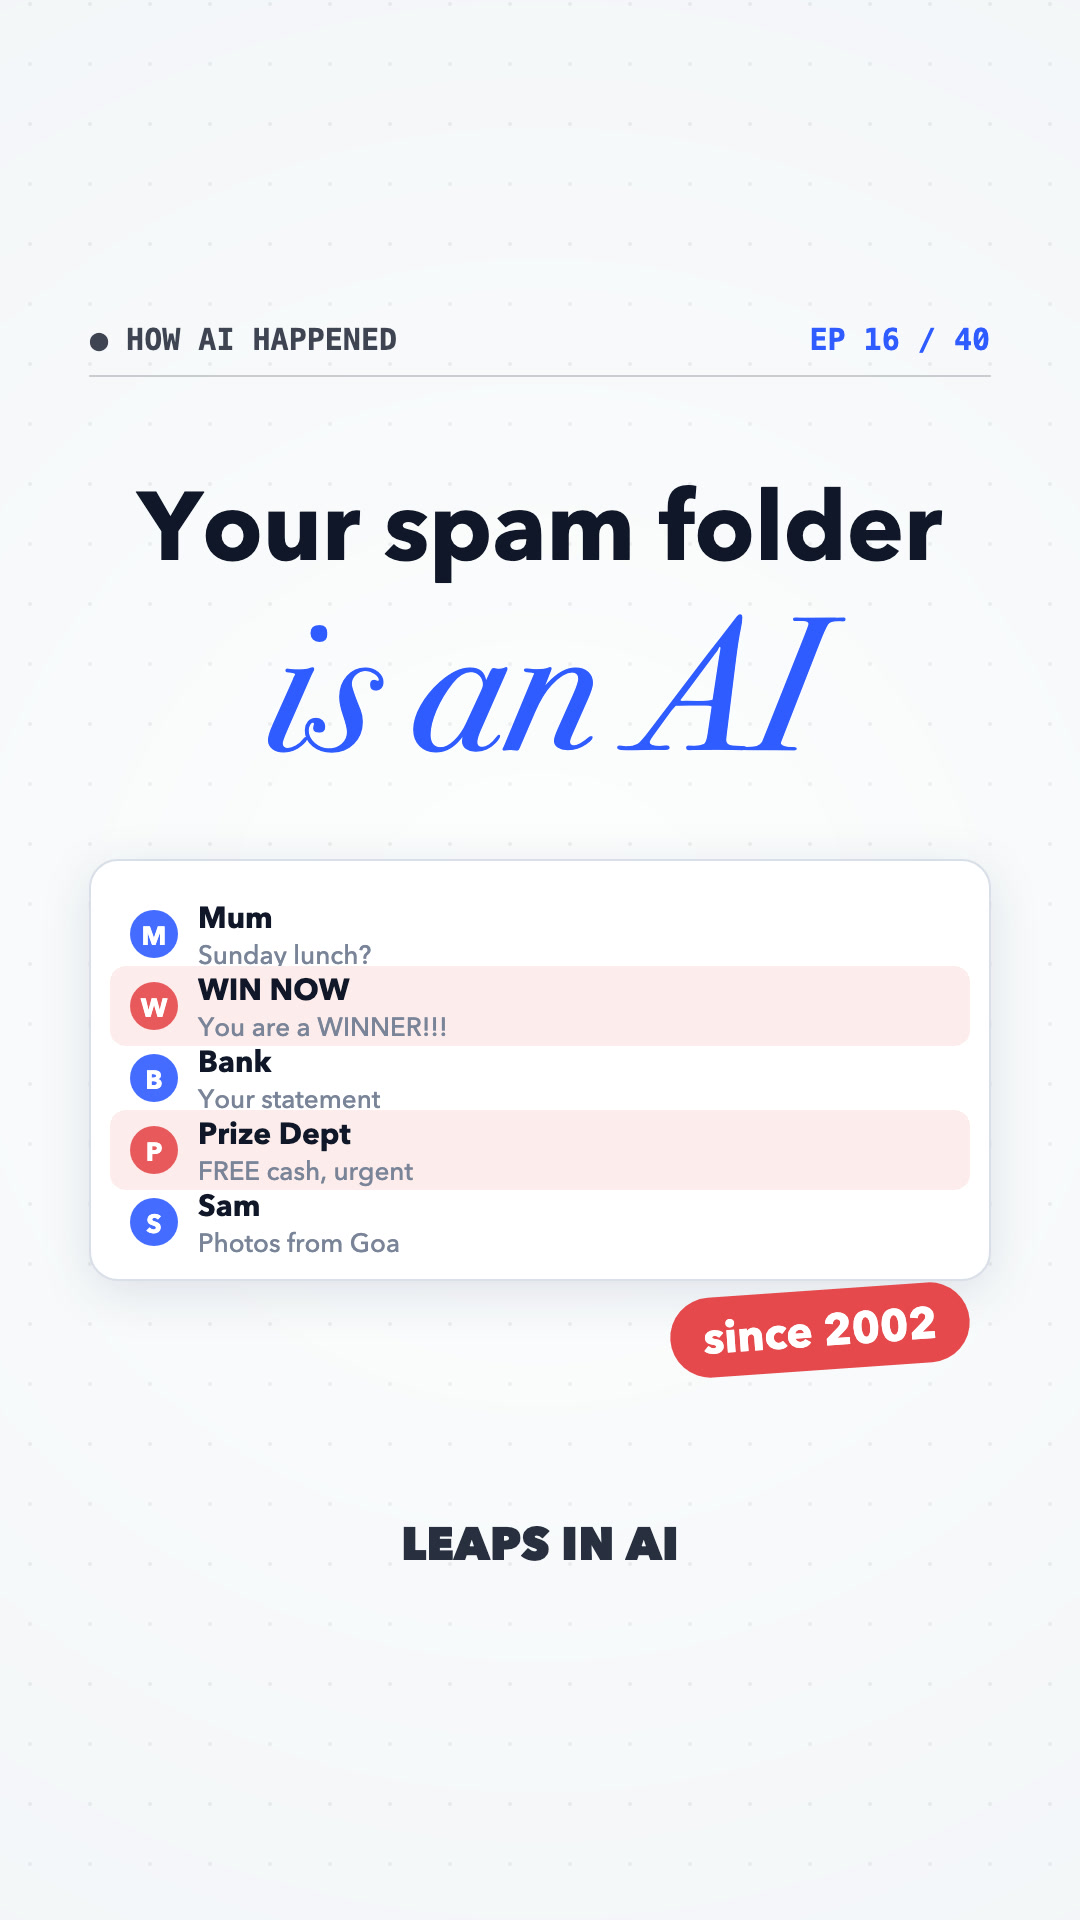 HOW AI HAPPENED
EP 16 / 40
Your spam folder
is an AI
M
Mum
Sunday lunch?
W
WIN NOW
You are a WINNER!!!
B
Bank
Your statement
P
Prize Dept
FREE cash, urgent
S
Sam
Photos from Goa
since 2002
LEAPS IN AI